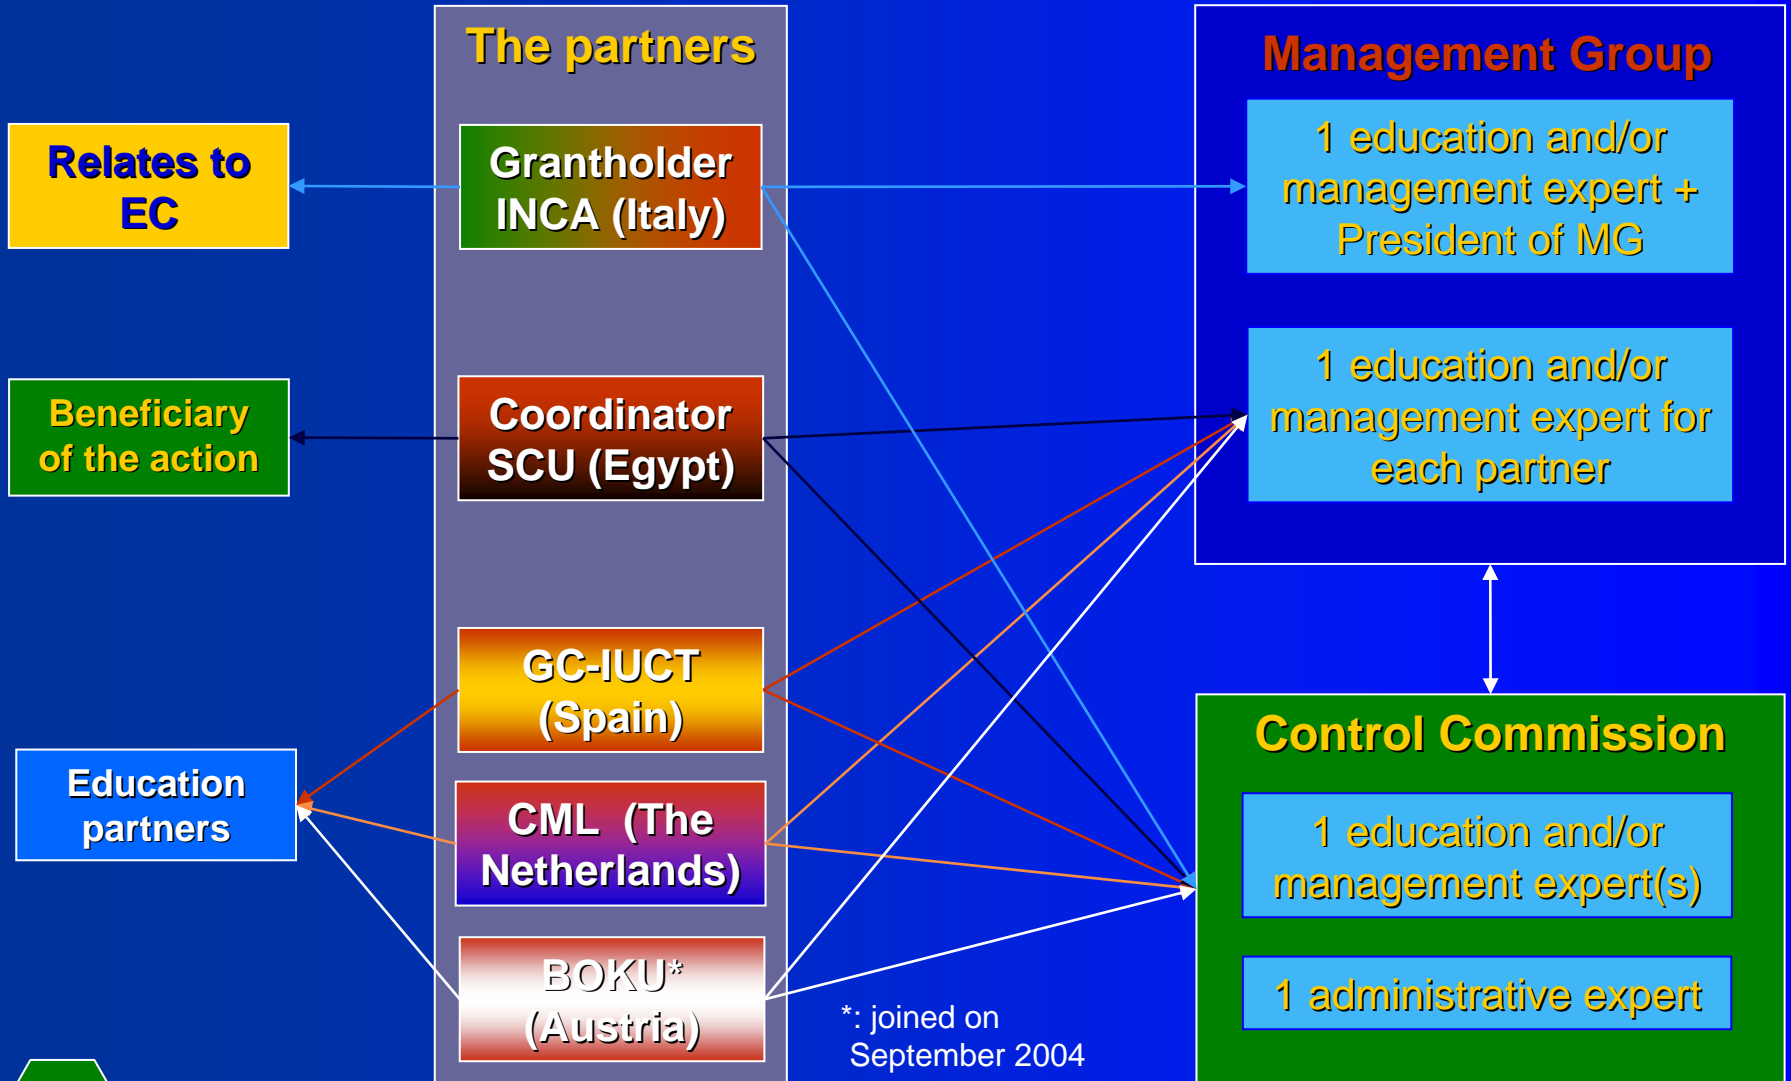 The partners
Management Group
Relates to
EC
Grantholder
INCA (Italy)
1 education and/or
management expert +
President of MG
Beneficiary
of the action
Coordinator
SCU (Egypt)
1 education and/or
management expert for
each partner
GC-IUCT
(Spain)
Education
partners
CML (The
Netherlands)
BOKU*
(Austria)
*: joined on
September 2004
Control Commission
1 education and/or
management expert(s)
1 administrative expert